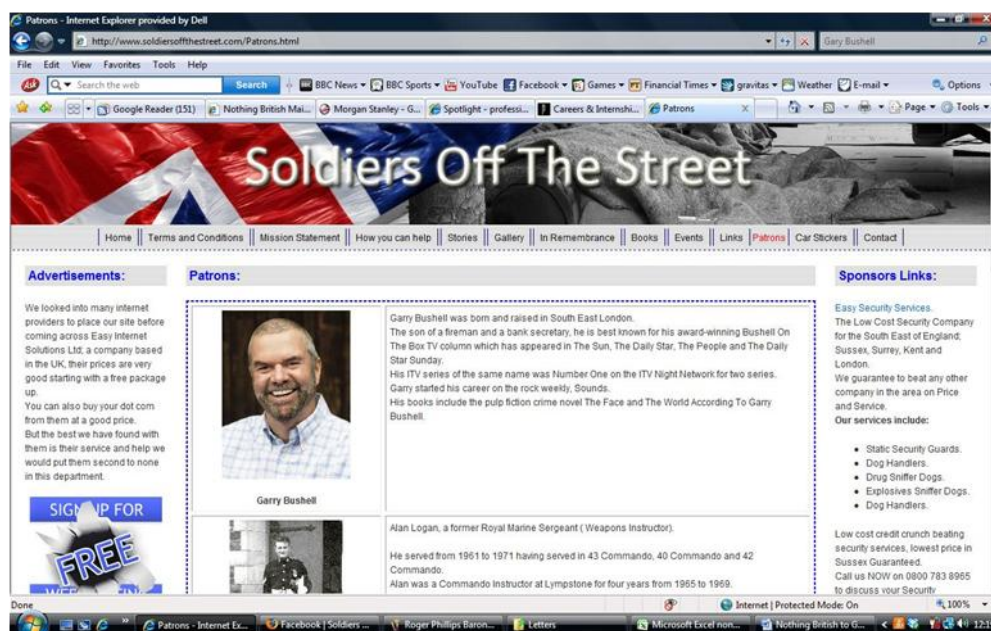 Patrons - Internet Explorer provided by Dell
http://www.soldiersoffthestreet.com/Patrons.html
Gary Bushell
File Edit View Favorites Tools Help
Ask Search the web Search BBC News BBC Sports YouTube Facebook Games Financial Times gravitas Weather E-mail Options
Google Reader (151) Nothing British Mai... Morgan Stanley - G... Spotlight - professi... Careers & Internshi... Patrons Page Tools
Soldiers Off The Street
Home Terms and Conditions Mission Statement How you can help Stories Gallery In Remembrance Books Events Links Patrons Car Stickers Contact
Advertisements:
We looked into many internet
providers to place our site before
coming across Easy Internet
Solutions Ltd, a company based
in the UK, their prices are very
good starting with a free package
up.
You can also buy your dot com
from them at a good price.
But the best we have found with
them is their service and help we
would put them second to none
in this department.
SIGN UP FOR
FREE
Patrons:
Garry Bushell was born and raised in South East London.
The son of a fireman and a bank secretary, he is best known for his award-winning Bushell On
The Box TV column which has appeared in The Sun, The Daily Star, The People and The Daily
Star Sunday.
His ITV series of the same name was Number One on the ITV Night Network for two series.
Garry started his career on the rock weekly, Sounds.
His books include the pulp fiction crime novel The Face and The World According To Garry
Bushell.
Garry Bushell
Alan Logan, a former Royal Marine Sergeant ( Weapons Instructor).
He served from 1961 to 1971 having served in 43 Commando, 40 Commando and 42
Commando.
Alan was a Commando Instructor at Lympstone for four years from 1965 to 1969.
Sponsors Links:
Easy Security Services.
The Low Cost Security Company
for the South East of England;
Sussex, Surrey, Kent and
London.
We guarantee to beat any other
company in the area on Price
and Service.
Our services include:
Static Security Guards.
Dog Handlers.
Drug Sniffer Dogs.
Explosives Sniffer Dogs.
Dog Handlers.
Low cost credit crunch beating
security services, lowest price in
Sussex Guaranteed.
Call us NOW on 0800 783 8965
to discuss your Security
Done Internet | Protected Mode: On 100%
Patrons - Internet Ex... Facebook | Soldiers ... Roger Phillips Baron... Letters Microsoft Excel non... Nothing British to G...